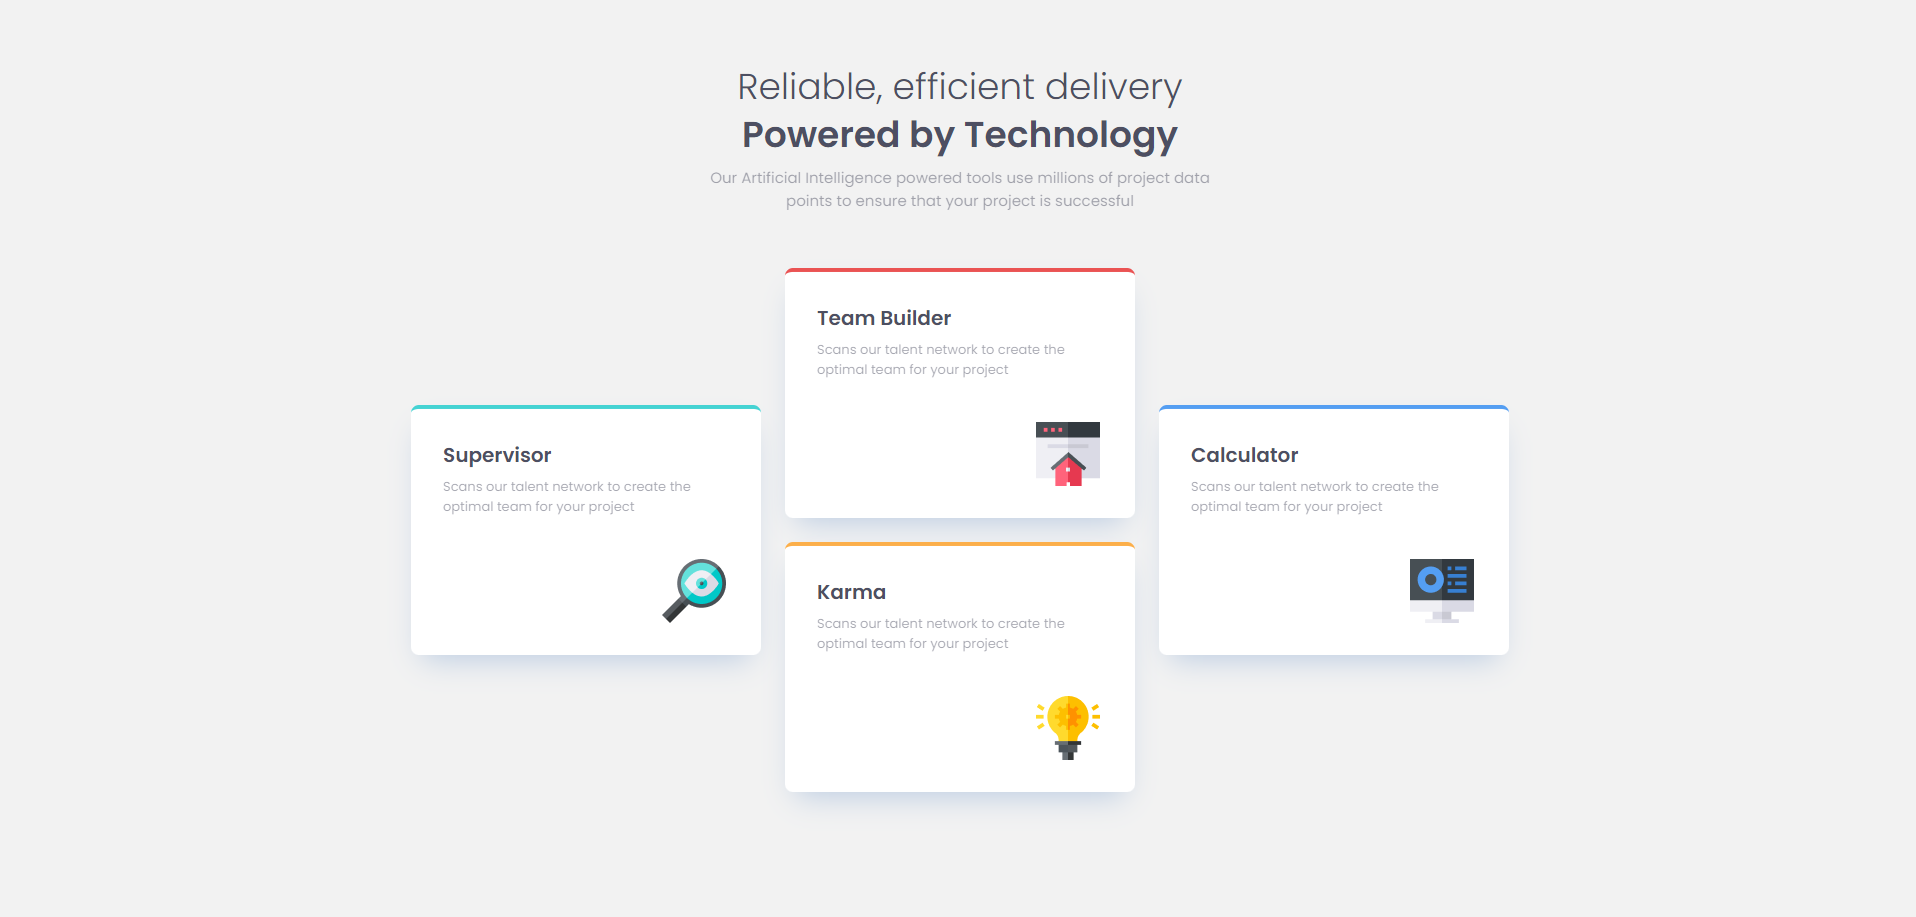 Reliable, efficient delivery
Powered by Technology
Our Artificial Intelligence powered tools use millions of project data
points to ensure that your project is successful
Supervisor
Scans our talent network to create the
optimal team for your project
Team Builder
Scans our talent network to create the
optimal team for your project
Karma
Scans our talent network to create the
optimal team for your project
Calculator
Scans our talent network to create the
optimal team for your project